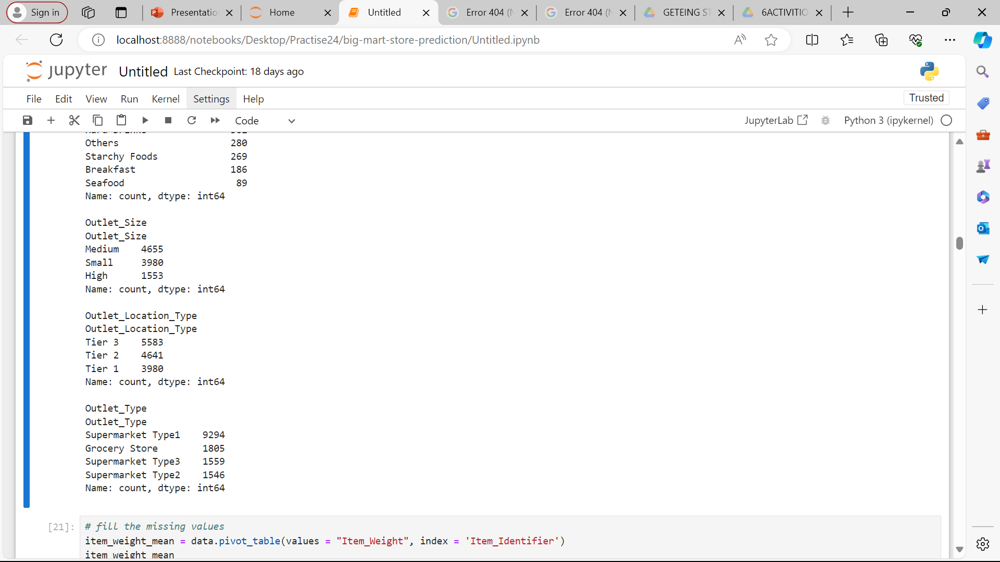 Sign in
Presentatio
Home
Untitled
Error 404 (N
Error 404 (N
GETEING ST
6ACTIVITIO
localhost:8888/notebooks/Desktop/Practise24/big-mart-store-prediction/Untitled.ipynb
jupyter Untitled Last Checkpoint: 18 days ago
File Edit View Run Kernel Settings Help
Trusted
Code
JupyterLab
Python 3 (ipykernel)
Others 280
Starchy Foods 269
Breakfast 186
Seafood 89
Name: count, dtype: int64
Outlet_Size
Outlet_Size
Medium 4655
Small 3980
High 1553
Name: count, dtype: int64
Outlet_Location_Type
Outlet_Location_Type
Tier 3 5583
Tier 2 4641
Tier 1 3980
Name: count, dtype: int64
Outlet_Type
Outlet_Type
Supermarket Type1 9294
Grocery Store 1805
Supermarket Type3 1559
Supermarket Type2 1546
Name: count, dtype: int64
[21]: # fill the missing values
item_weight_mean = data.pivot_table(values = "Item_Weight", index = 'Item_Identifier')
item_weight_mean